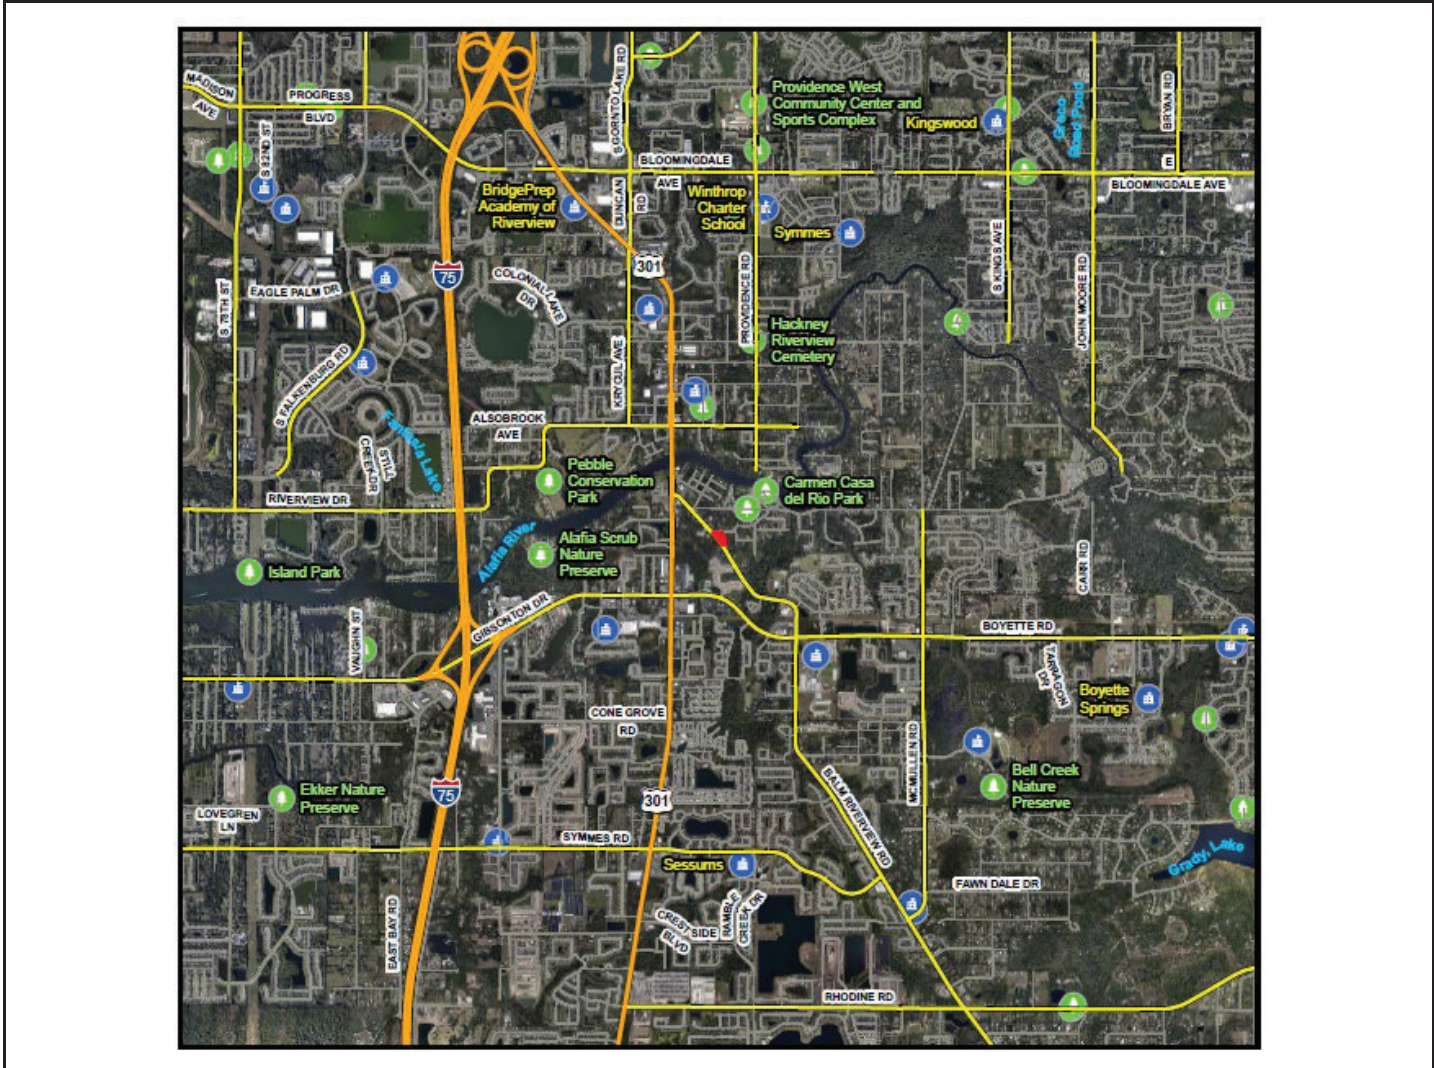 MADISON
AVE
PROGRESS
BLVD
S 82ND ST
S GORNTO LAKE RD
Providence West
Community Center and
Sports Complex
Kingswood
BRYAN RD
BLOOMINGDALE
AVE
E
BLOOMINGDALE AVE
BridgePrep
Academy of
Riverview
DUNCAN
RD
Winthrop
Charter
School
Symmes
S KINGS AVE
JOHN MOORE RD
PROVIDENCE RD
301
75
COLONIAL LAKE
DR
EAGLE PALM DR
S 78TH ST
S FALKENBURG RD
KRYCUL AVE
Hackney
Riverview
Cemetery
ALSOBROOK
AVE
Fantasia Lake
STILL
CREEK DR
RIVERVIEW DR
Pebble
Conservation
Park
Carmen Casa
del Rio Park
Alafia River
Alafia Scrub
Nature
Preserve
Island Park
CARR RD
GIBSONTON DR
VAUGHN ST
BOYETTE RD
TARRAGON
DR
Boyette
Springs
CONE GROVE
RD
MCMULLEN RD
BALM RIVERVIEW RD
Bell Creek
Nature
Preserve
75
301
Ekker Nature
Preserve
LOVEGREN
LN
SYMMES RD
Sessums
Grady, Lake
FAWN DALE DR
EAST BAY RD
CREST SIDE
BLVD
RAMBLE
CREEK DR
RHODINE RD